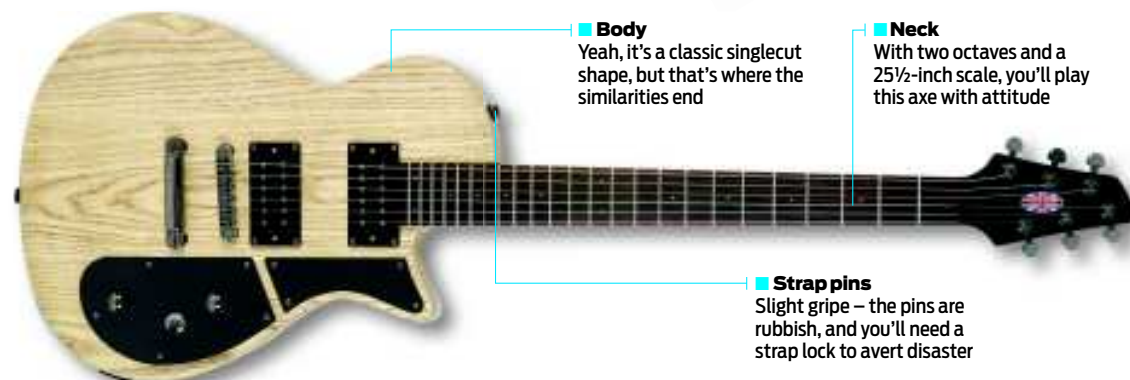 Body
Yeah, it's a classic singlecut
shape, but that's where the
similarities end
Neck
With two octaves and a
25½-inch scale, you'll play
this axe with attitude
Strap pins
Slight gripe – the pins are
rubbish, and you'll need a
strap lock to avert disaster